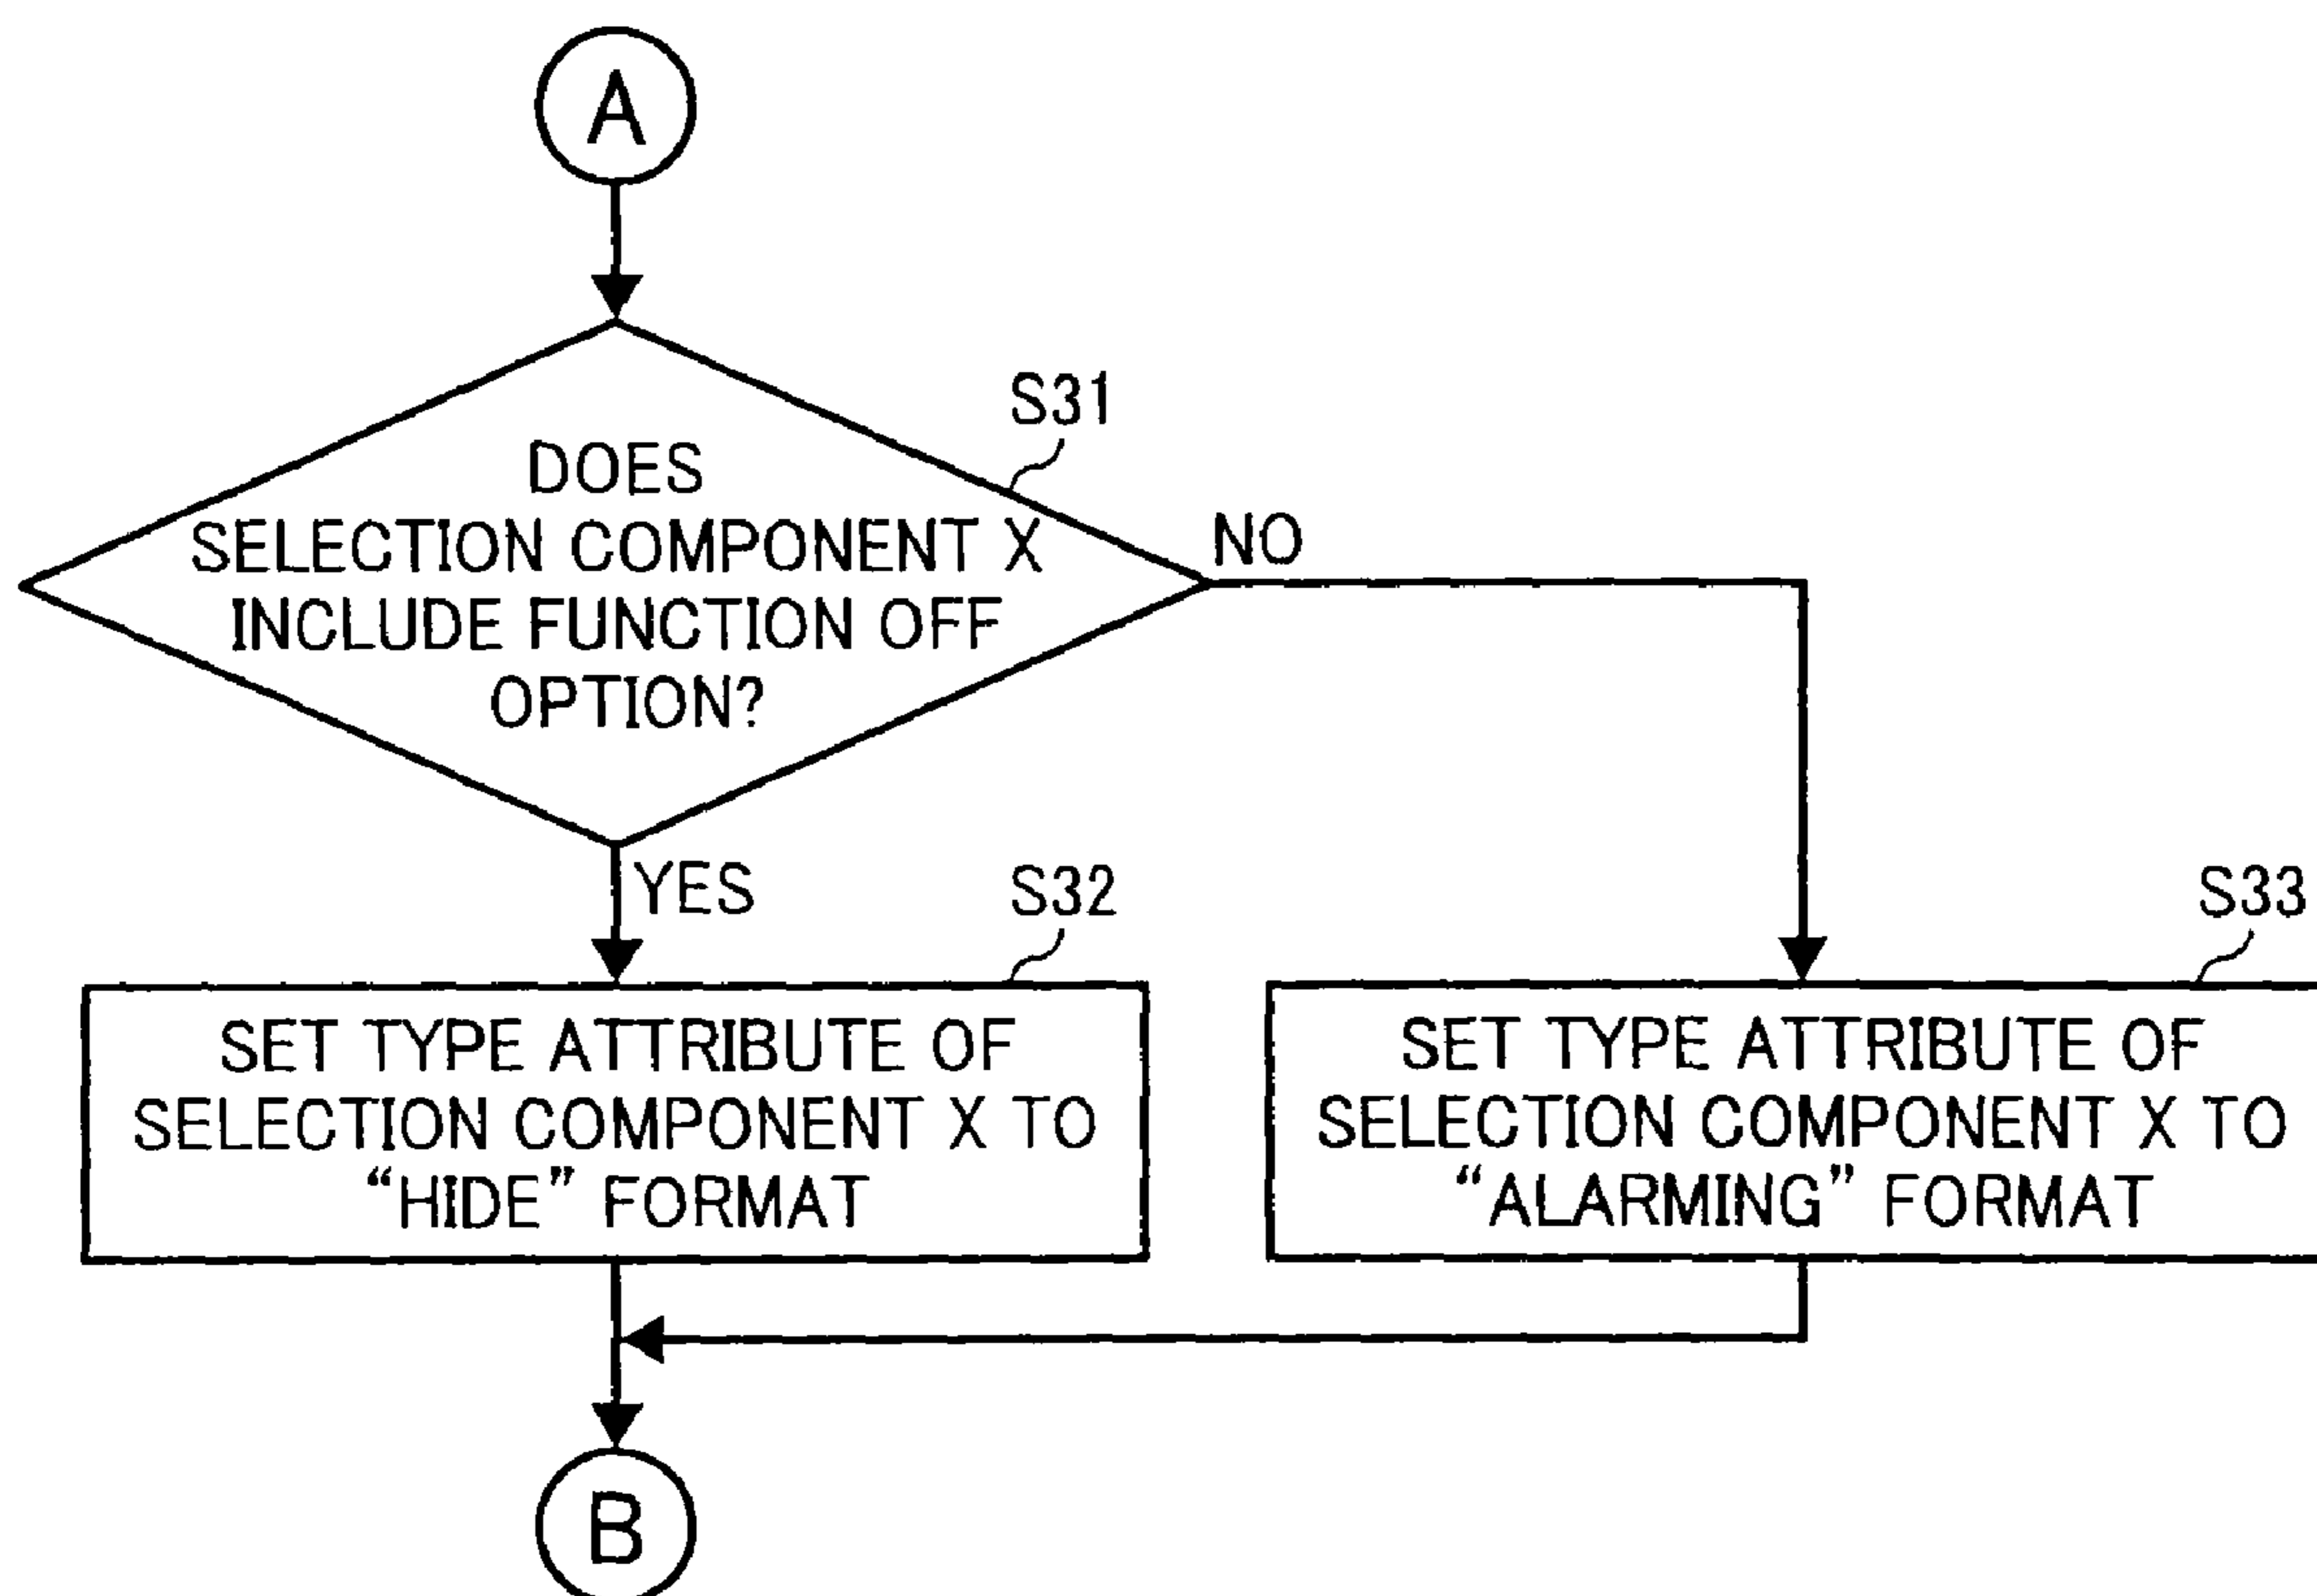 A
S31
DOES
SELECTION COMPONENT X
INCLUDE FUNCTION OFF
OPTION?
NO
YES
S32
SET TYPE ATTRIBUTE OF
SELECTION COMPONENT X TO
“HIDE” FORMAT
S33
SET TYPE ATTRIBUTE OF
SELECTION COMPONENT X TO
“ALARMING” FORMAT
B